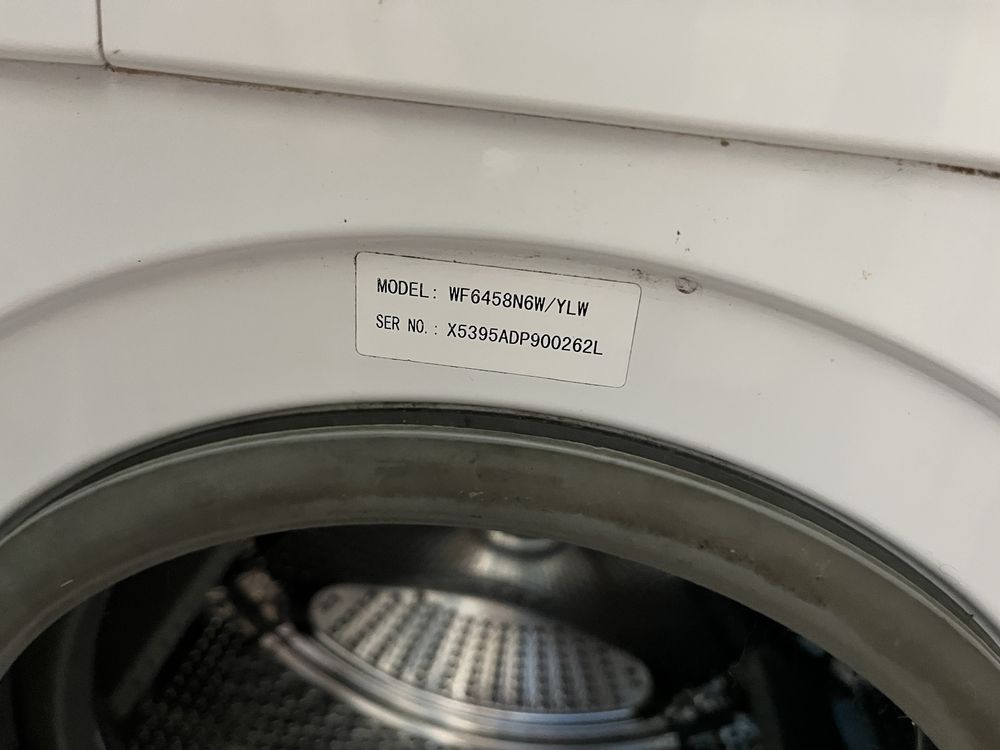 MODEL: WF6458N6W/YLW
SER NO.: X5395ADP900262L